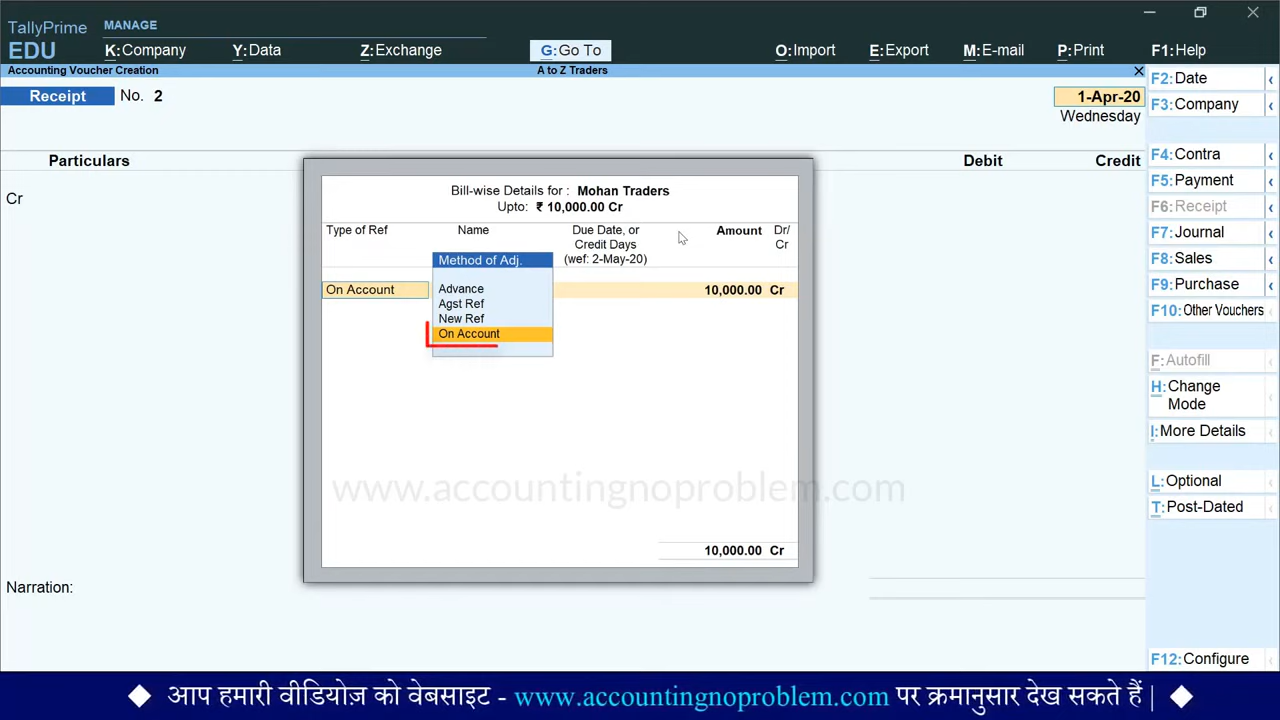 TallyPrime MANAGE
EDU K:Company Y:Data Z:Exchange G:Go To O:Import E:Export M:E-mail P:Print F1:Help
Accounting Voucher Creation A to Z Traders
Receipt No. 2 1-Apr-20
Wednesday
Particulars Debit Credit
Cr
Bill-wise Details for : Mohan Traders
Upto: ₹ 10,000.00 Cr
Type of Ref Name Due Date, or Amount Dr/
Credit Days Cr
(wef: 2-May-20)
Method of Adj.
On Account 10,000.00 Cr
Advance
Agst Ref
New Ref
On Account
www.accountingnoproblem.com
10,000.00 Cr
Narration:
F2:Date
F3:Company
F4:Contra
F5:Payment
F6:Receipt
F7:Journal
F8:Sales
F9:Purchase
F10:Other Vouchers
F:Autofill
H:Change
Mode
I:More Details
L:Optional
T:Post-Dated
F12:Configure
आप हमारी वीडियोज़ को वेबसाइट - www.accountingnoproblem.com पर क्रमानुसार देख सकते हैं |